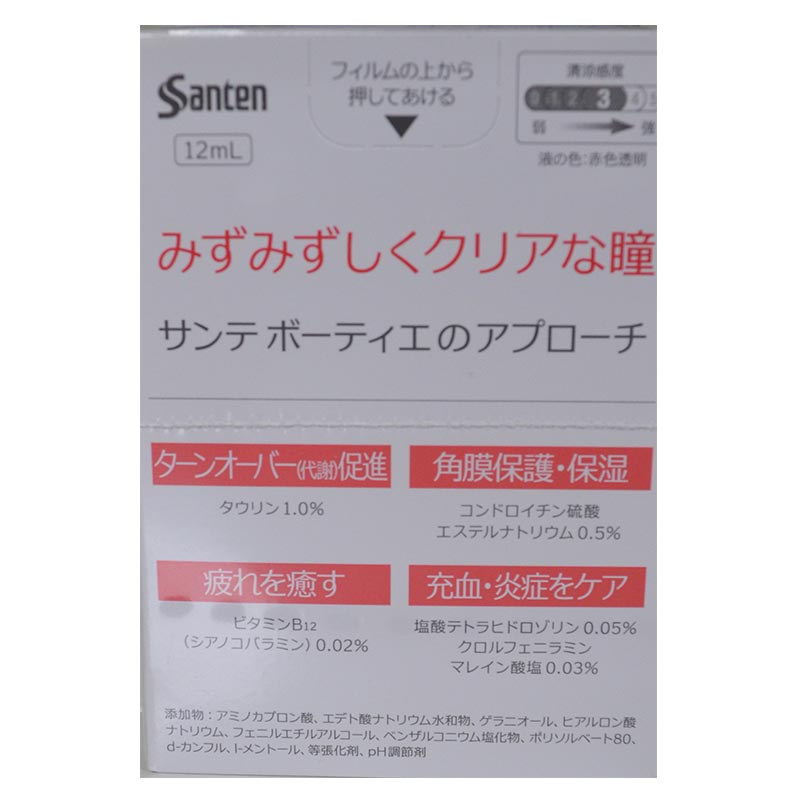 Santen
フィルムの上から
押してあける
▼
清涼感度
0 1 2 3 4 5
弱 強
12mL
液の色:赤色透明
みずみずしくクリアな瞳
サンテ ボーティエのアプローチ
ターンオーバー(代謝)促進
タウリン1.0%
角膜保護・保湿
コンドロイチン硫酸
エステルナトリウム0.5%
疲れを癒す
ビタミンB12
(シアノコバラミン)0.02%
充血・炎症をケア
塩酸テトラヒドロゾリン0.05%
クロルフェニラミン
マレイン酸塩0.03%
添加物:アミノカプロン酸、エデト酸ナトリウム水和物、ゲラニオール、ヒアルロン酸
ナトリウム、フェニルエチルアルコール、ベンザルコニウム塩化物、ポリソルベート80、
d-カンフル、l-メントール、等張化剤、pH調節剤